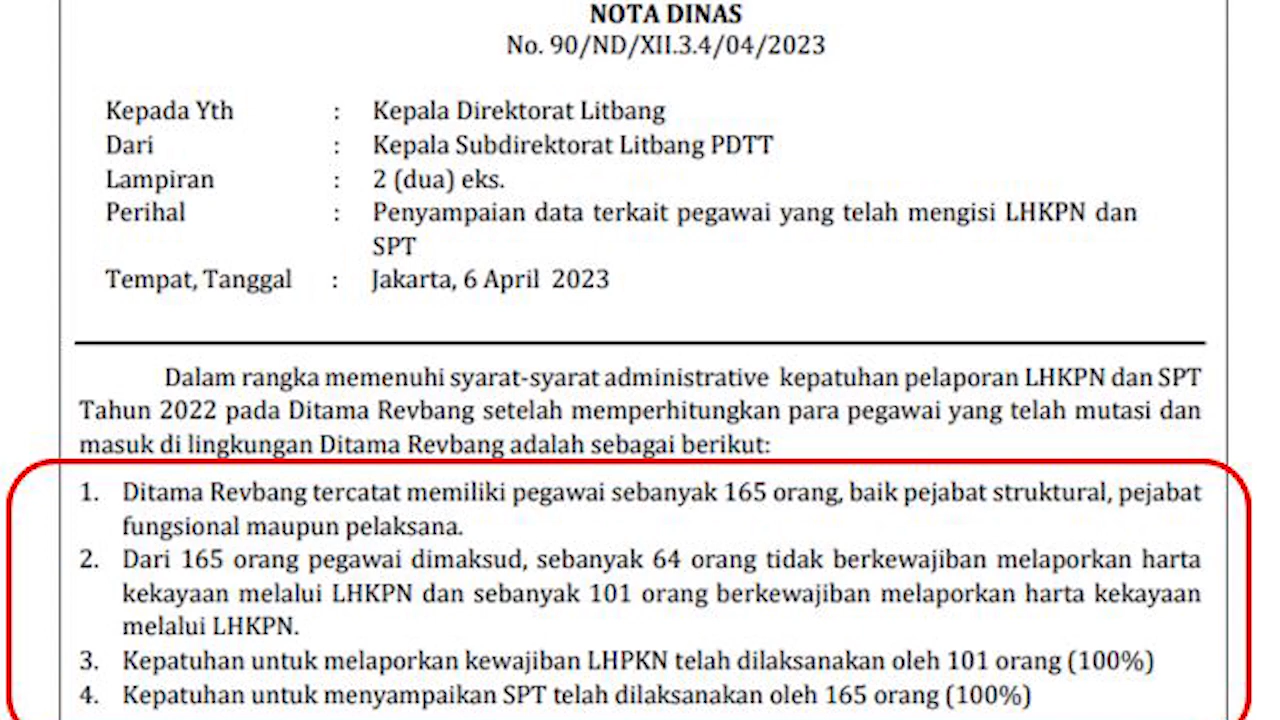 NOTA DINAS
No. 90/ND/XII.3.4/04/2023
Kepada Yth : Kepala Direktorat Litbang
Dari : Kepala Subdirektorat Litbang PDTT
Lampiran : 2 (dua) eks.
Perihal : Penyampaian data terkait pegawai yang telah mengisi LHKPN dan
SPT
Tempat, Tanggal : Jakarta, 6 April 2023
Dalam rangka memenuhi syarat-syarat administrative kepatuhan pelaporan LHKPN dan SPT
Tahun 2022 pada Ditama Revbang setelah memperhitungkan para pegawai yang telah mutasi dan
masuk di lingkungan Ditama Revbang adalah sebagai berikut:
1. Ditama Revbang tercatat memiliki pegawai sebanyak 165 orang, baik pejabat struktural, pejabat
fungsional maupun pelaksana.
2. Dari 165 orang pegawai dimaksud, sebanyak 64 orang tidak berkewajiban melaporkan harta
kekayaan melalui LHKPN dan sebanyak 101 orang berkewajiban melaporkan harta kekayaan
melalui LHKPN.
3. Kepatuhan untuk melaporkan kewajiban LHPKN telah dilaksanakan oleh 101 orang (100%)
4. Kepatuhan untuk menyampaikan SPT telah dilaksanakan oleh 165 orang (100%)